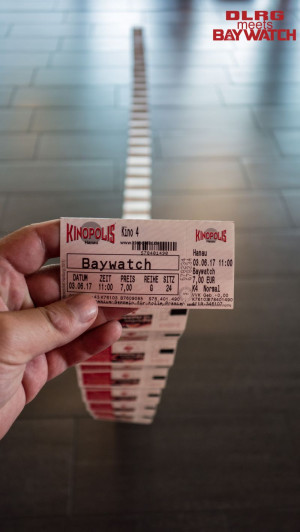 DLRG
meets
BAYWATCH
KINOPOLIS
Kino 4
KINOPOLIS
Hanau
Baywatch
03.06.17 11:00
Baywatch
7,00 EUR
K4 Normal
DATUM ZEIT PREIS REIHE SITZ
03.06.17 11:00 7,00 G 24